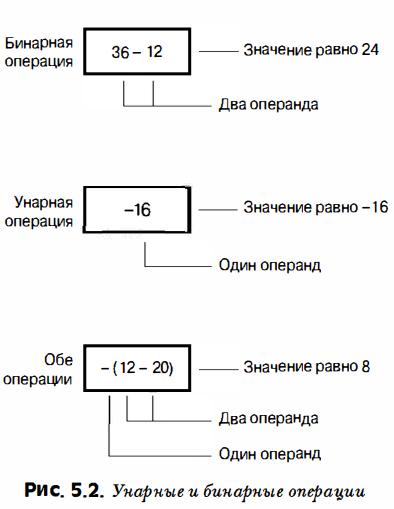 Бинарная
операция
36 – 12
Значение равно 24
Два операнда
Унарная
операция
–16
Значение равно –16
Один операнд
Обе
операции
–(12 – 20)
Значение равно 8
Два операнда
Один операнд
Рис. 5.2. Унарные и бинарные операции